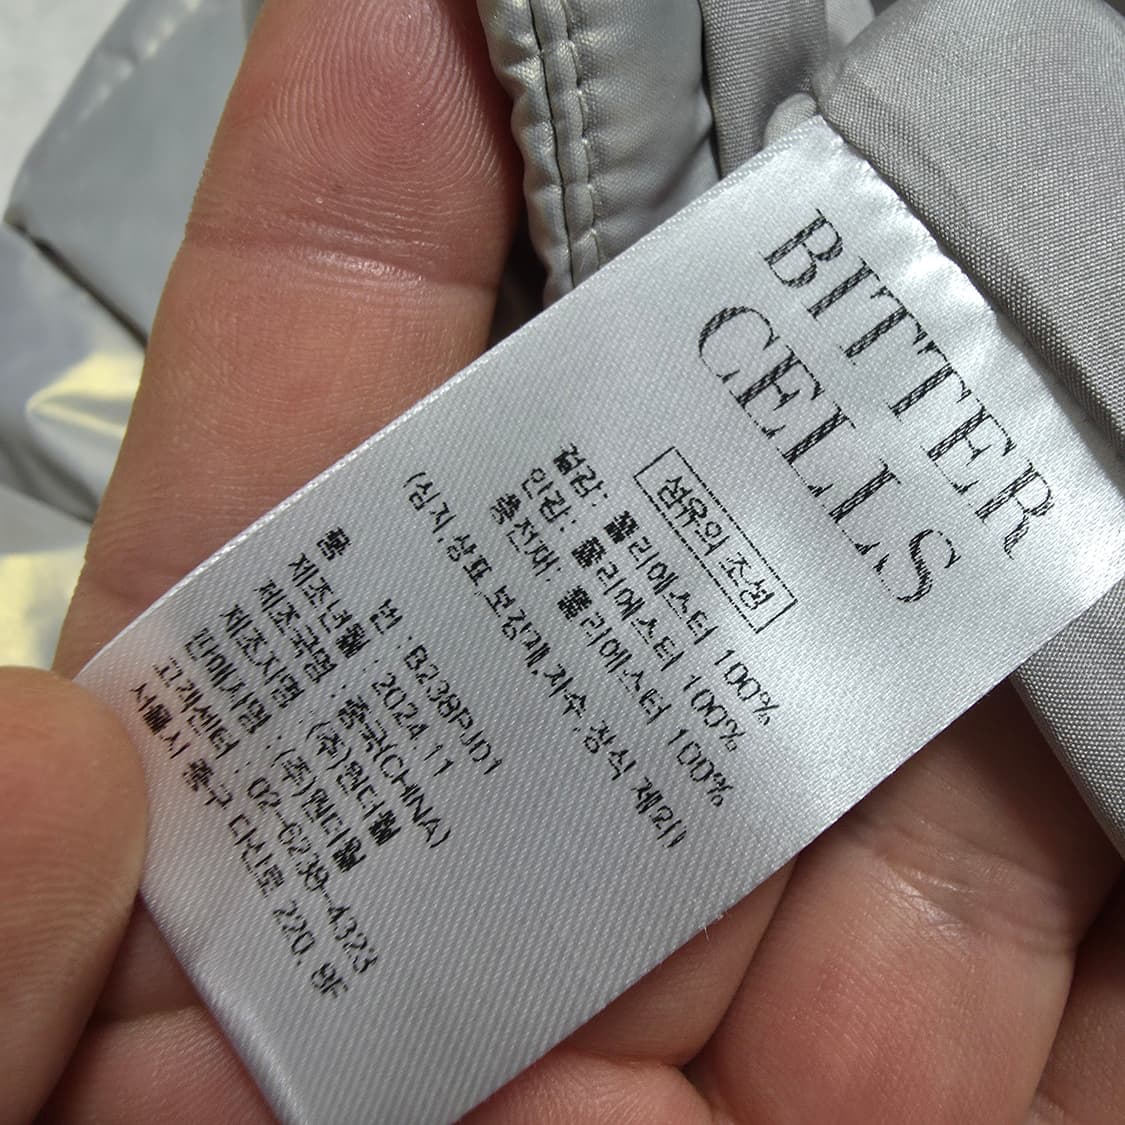 BITTER
CELLS
섬유의 조성
겉감: 폴리에스터 100%
안감: 폴리에스터 100%
충전재: 폴리에스터 100%
(심지,상표,보강재,자수,장식 제외)
품 번 : B238PJ01
제조년월 : 2024.11
제조국명 : 중국(CHINA)
제조자명 : (주)원더월
판매자명 : (주)원더월
고객센터 : 02-6239-4323
서울시 중구 다산로 220, 8F